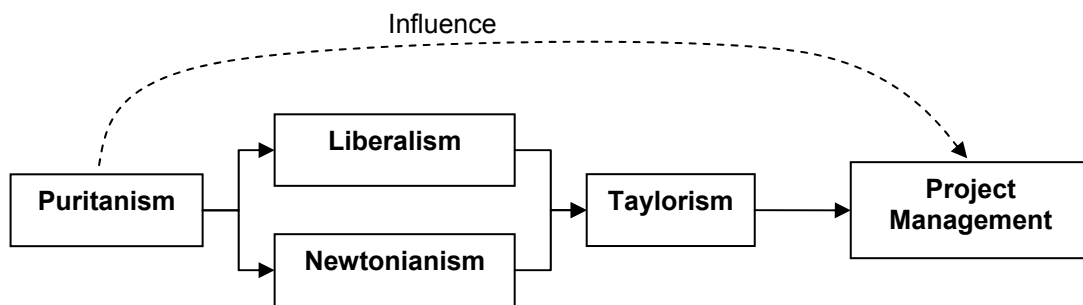 Influence
Liberalism
Puritanism
Taylorism
Project
Management
Newtonianism